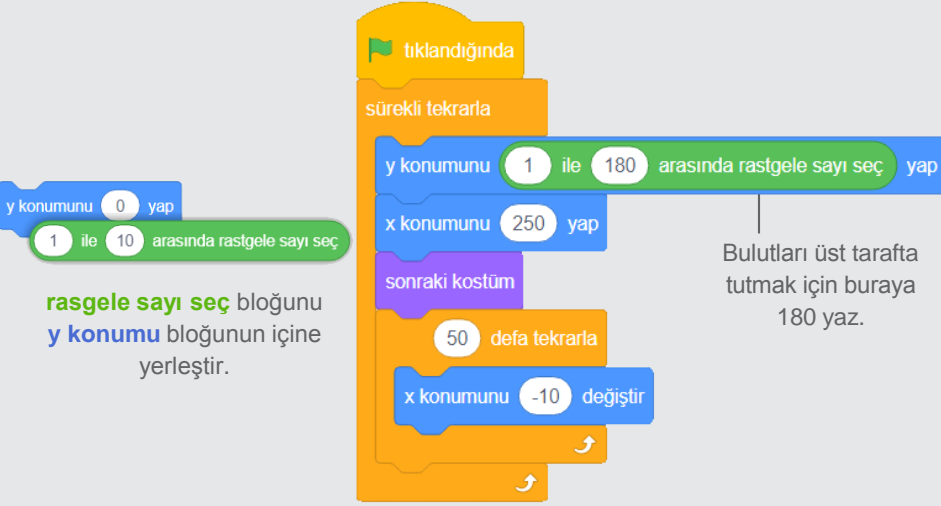 tıklandığında
sürekli tekrarla
y konumunu 1 ile 180 arasında rastgele sayı seç yap
x konumunu 250 yap
sonraki kostüm
50 defa tekrarla
x konumunu -10 değiştir
y konumunu 0 yap
1 ile 10 arasında rastgele sayı seç
rasgele sayı seç bloğunu
y konumu bloğunun içine
yerleştir.
Bulutları üst tarafta
tutmak için buraya
180 yaz.